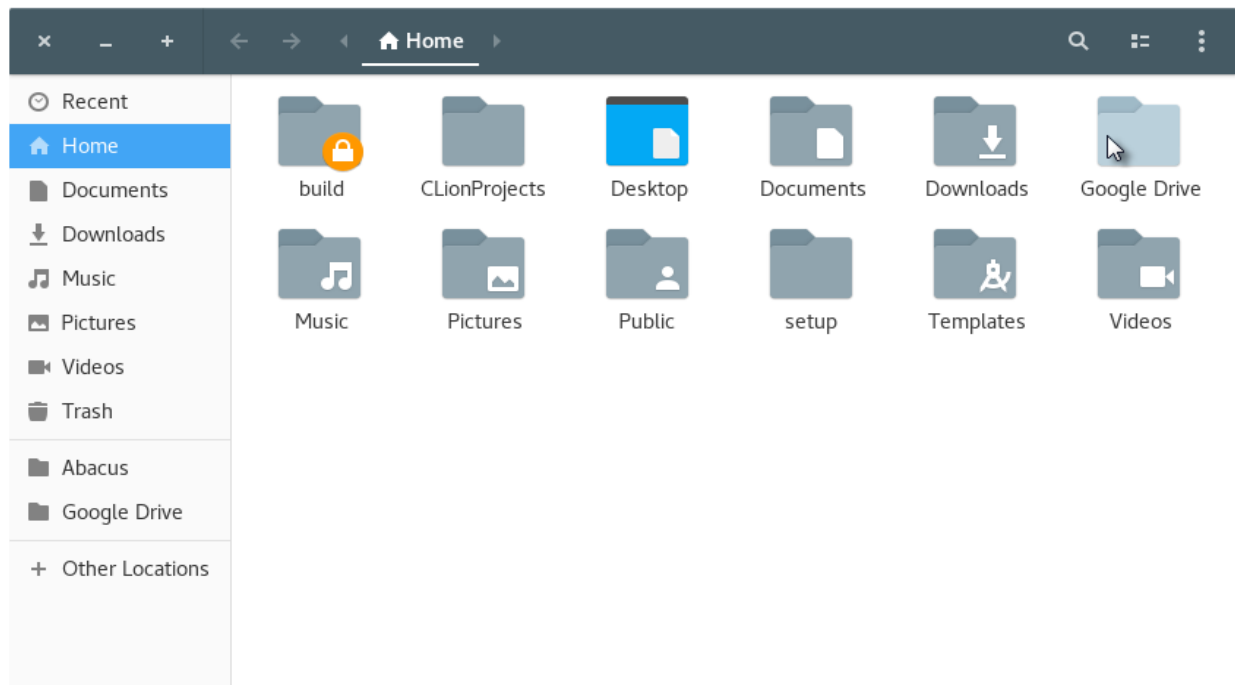 Home
Recent
Home
Documents
Downloads
Music
Pictures
Videos
Trash
Abacus
Google Drive
Other Locations
build CLionProjects Desktop Documents Downloads Google Drive
Music Pictures Public setup Templates Videos